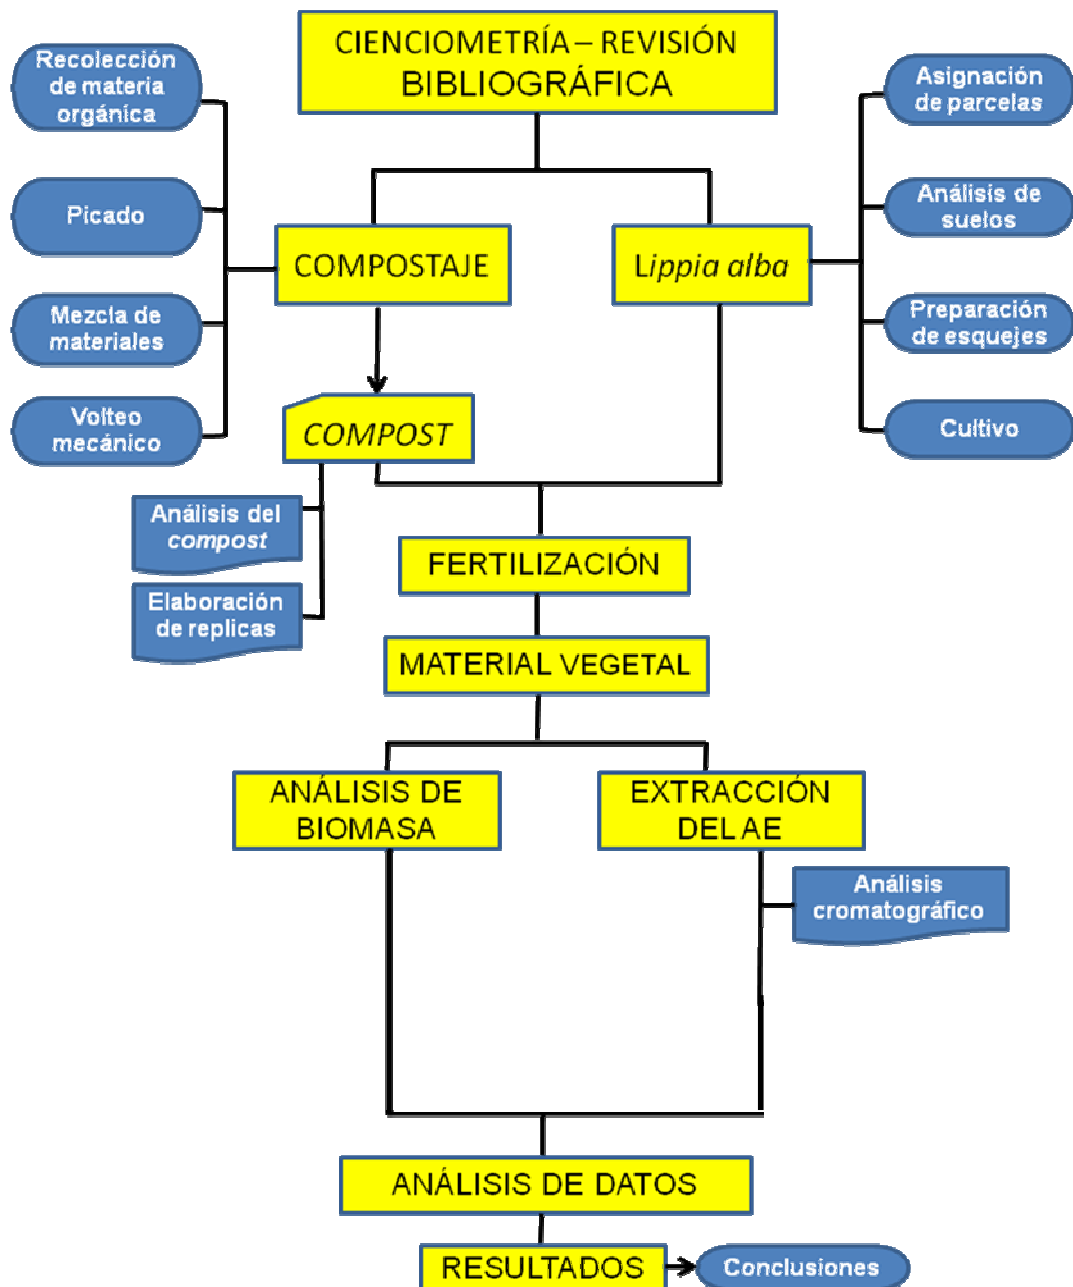 CIENCIOMETRÍA – REVISIÓN
BIBLIOGRÁFICA
Recolección
de materia
orgánica
Picado
Mezcla de
materiales
Volteo
mecánico
COMPOSTAJE
Lippia alba
Asignación
de parcelas
Análisis de
suelos
Preparación
de esquejes
Cultivo
COMPOST
Análisis del
compost
Elaboración
de replicas
FERTILIZACIÓN
MATERIAL VEGETAL
ANÁLISIS DE
BIOMASA
EXTRACCIÓN
DEL AE
Análisis
cromatográfico
ANÁLISIS DE DATOS
RESULTADOS
Conclusiones